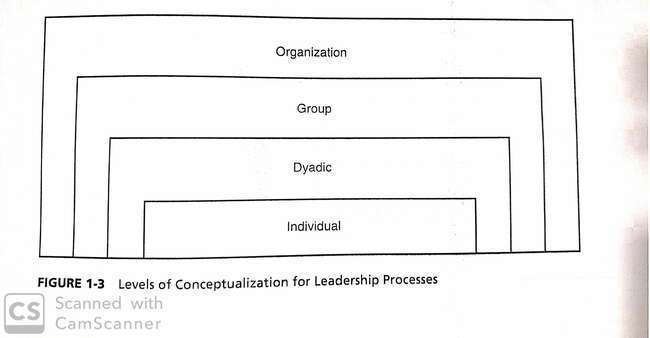 Organization
Group
Dyadic
Individual
FIGURE 1-3 Levels of Conceptualization for Leadership Processes
CS Scanned with
CamScanner